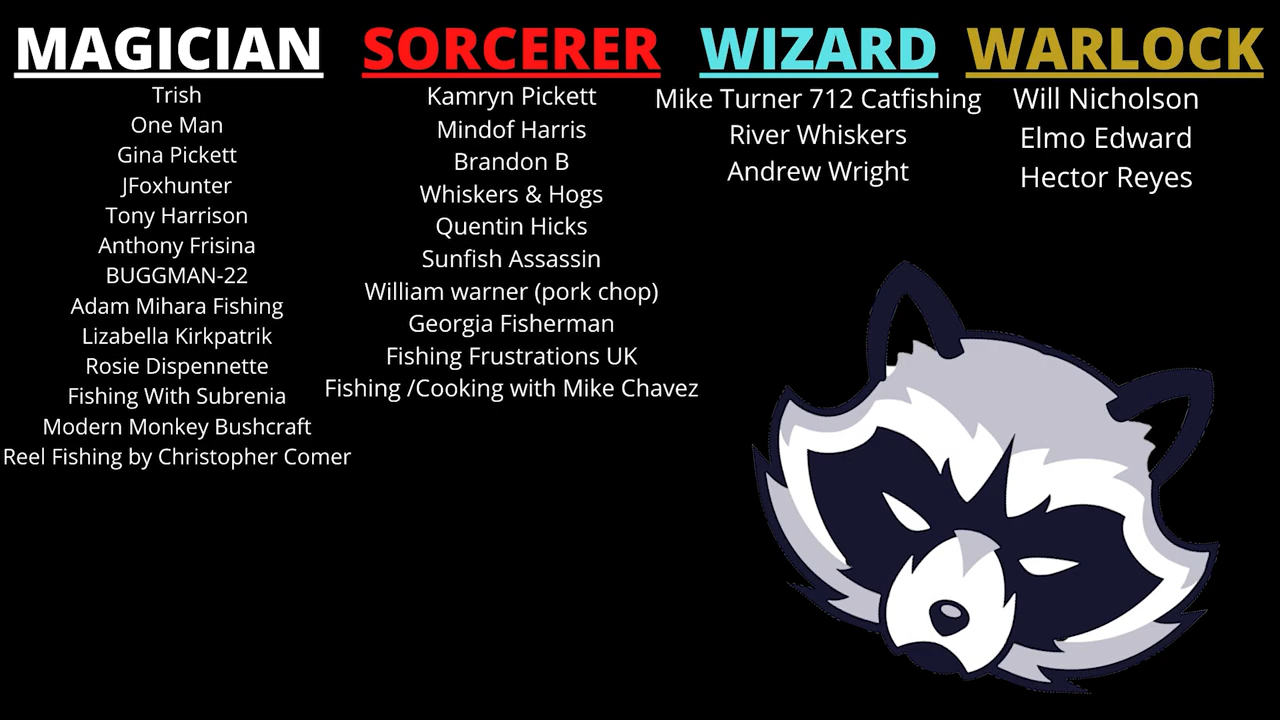 MAGICIAN
Trish
One Man
Gina Pickett
JFoxhunter
Tony Harrison
Anthony Frisina
BUGGMAN-22
Adam Mihara Fishing
Lizabella Kirkpatrik
Rosie Dispennette
Fishing With Subrenia
Modern Monkey Bushcraft
Reel Fishing by Christopher Comer
SORCERER
Kamryn Pickett
Mindof Harris
Brandon B
Whiskers & Hogs
Quentin Hicks
Sunfish Assassin
William warner (pork chop)
Georgia Fisherman
Fishing Frustrations UK
Fishing /Cooking with Mike Chavez
WIZARD
Mike Turner 712 Catfishing
River Whiskers
Andrew Wright
WARLOCK
Will Nicholson
Elmo Edward
Hector Reyes